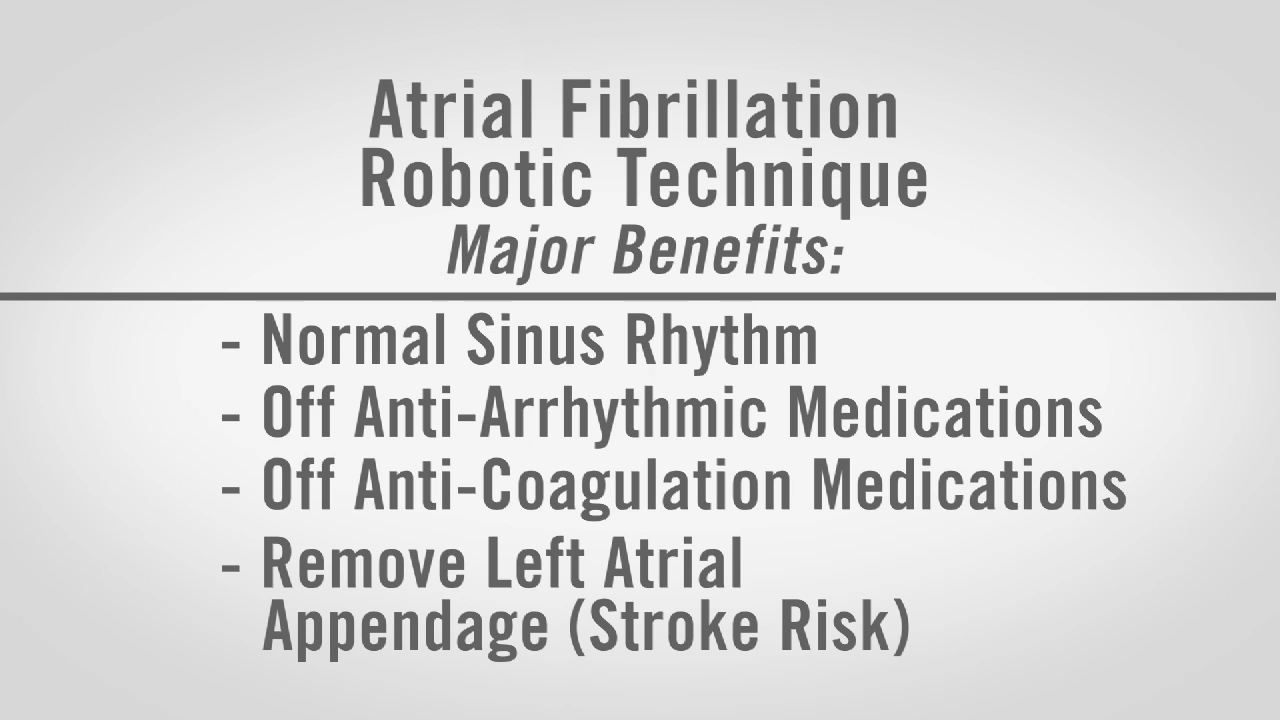 Atrial Fibrillation
Robotic Technique
Major Benefits:
- Normal Sinus Rhythm
- Off Anti-Arrhythmic Medications
- Off Anti-Coagulation Medications
- Remove Left Atrial
Appendage (Stroke Risk)